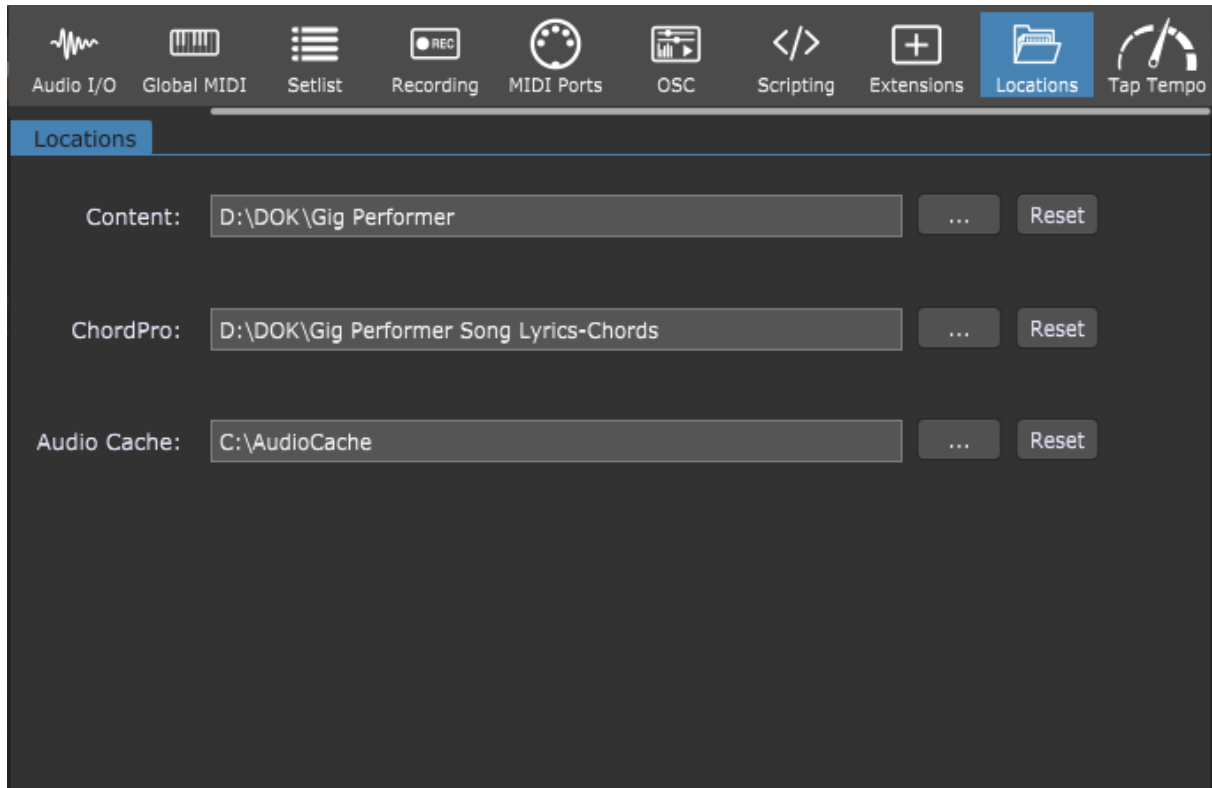 Audio I/O Global MIDI Setlist REC Recording MIDI Ports OSC </> Scripting Extensions Locations Tap Tempo
Locations
Content: D:\DOK\Gig Performer ... Reset
ChordPro: D:\DOK\Gig Performer Song Lyrics-Chords ... Reset
Audio Cache: C:\AudioCache ... Reset